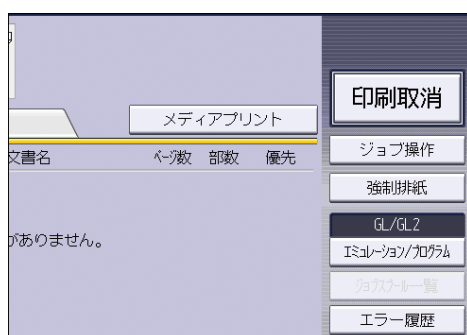 印刷取消
メディアプリント
文書名 ページ数 部数 優先
ジョブ操作
強制排紙
がありません。
GL/GL2
エミュレーション/プログラム
ジョブスプール一覧
エラー履歴